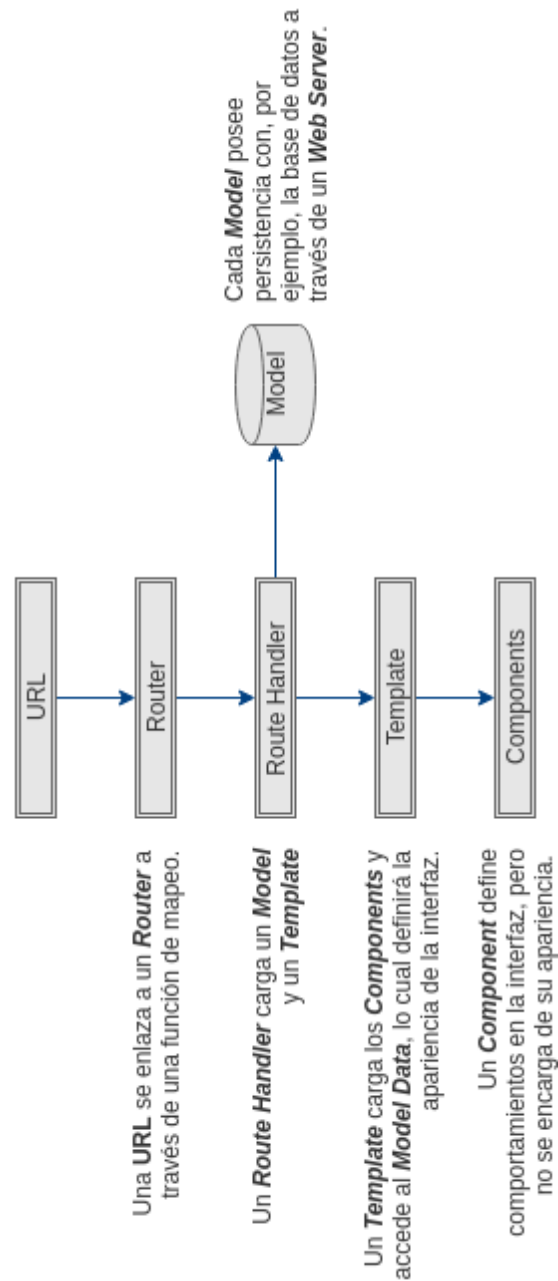 URL
Una URL se enlaza a un Router a
través de una función de mapeo.
Router
Un Route Handler carga un Model
y un Template
Route Handler
Model
Cada Model posee
persistencia con, por
ejemplo, la base de datos a
través de un Web Server.
Un Template carga los Components y
accede al Model Data, lo cual definirá la
apariencia de la interfaz.
Template
Un Component define
comportamientos en la interfaz, pero
no se encarga de su apariencia.
Components